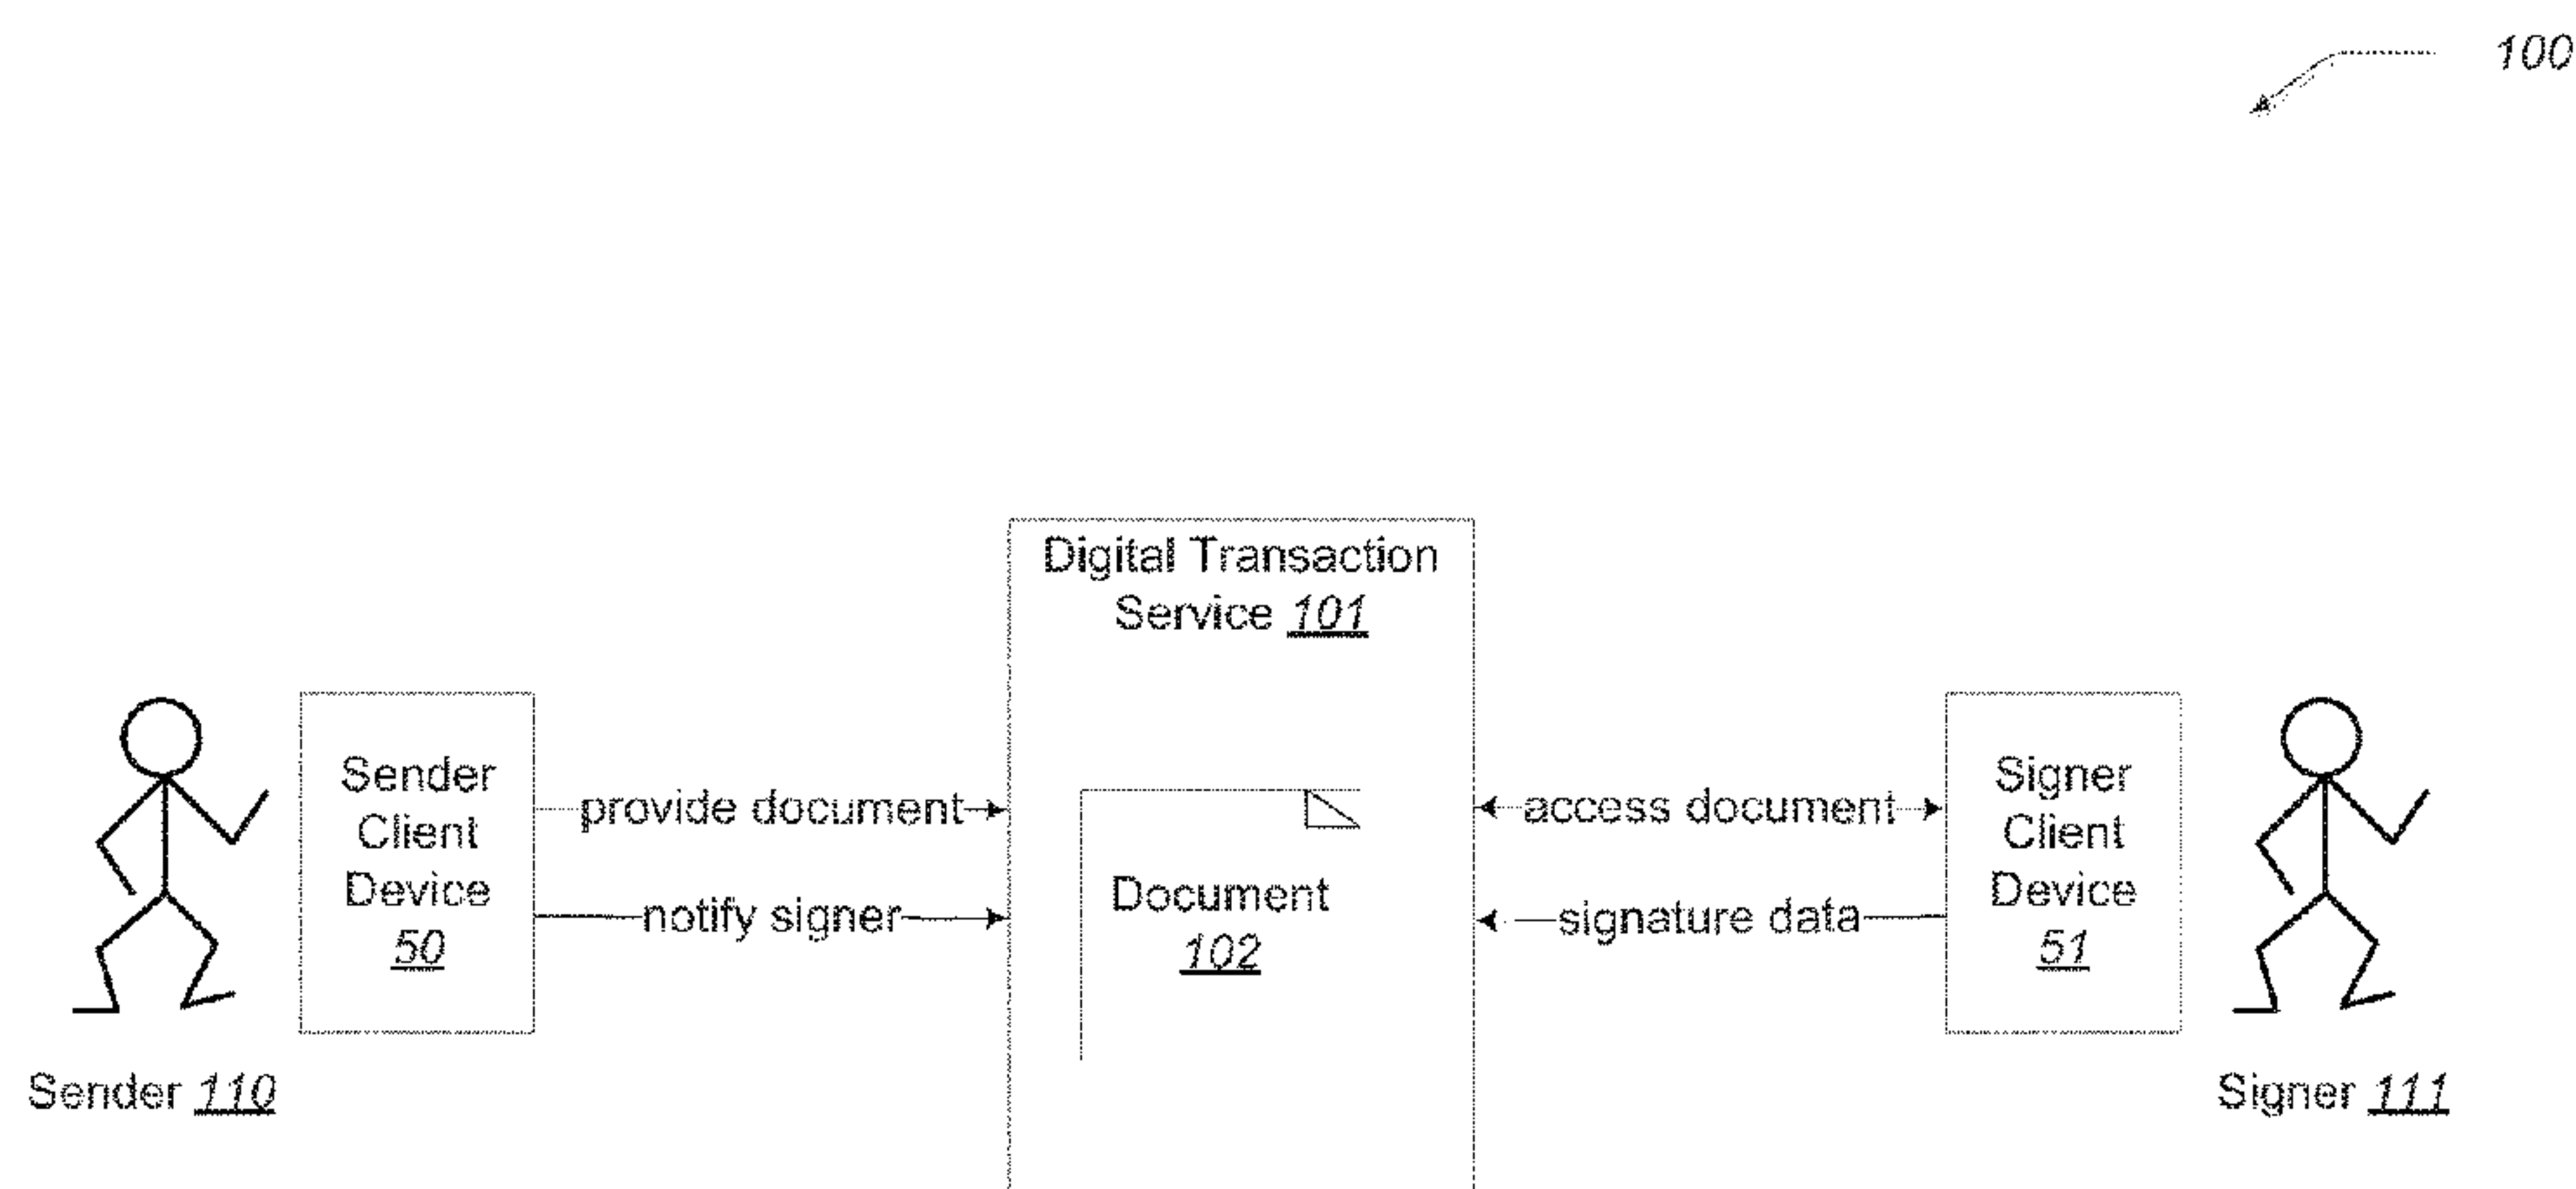 100
Digital Transaction
Service 101
Sender
Client
Device
50
provide document
notify signer
Document
102
access document
signature data
Signer
Client
Device
51
Sender 110
Signer 111